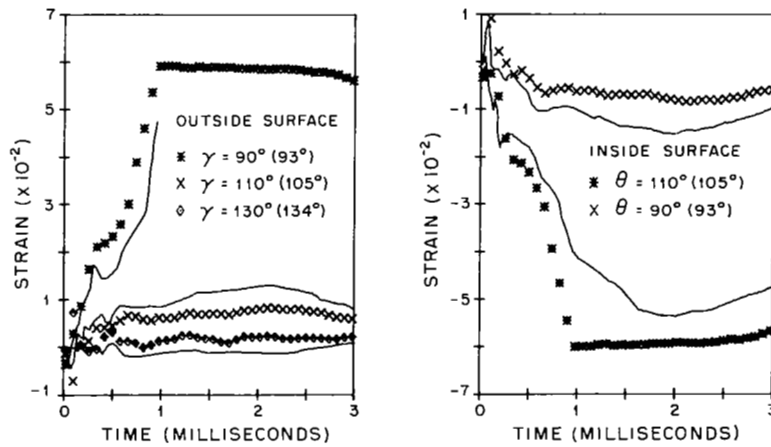 7
5
3
1
-1
STRAIN (x 10⁻²)
OUTSIDE SURFACE
✱ γ = 90° (93°)
× γ = 110° (105°)
◇ γ = 130° (134°)
0 1 2 3
TIME (MILLISECONDS)
1
-1
-3
-5
-7
STRAIN (x 10⁻²)
INSIDE SURFACE
✱ θ = 110° (105°)
× θ = 90° (93°)
0 1 2 3
TIME (MILLISECONDS)